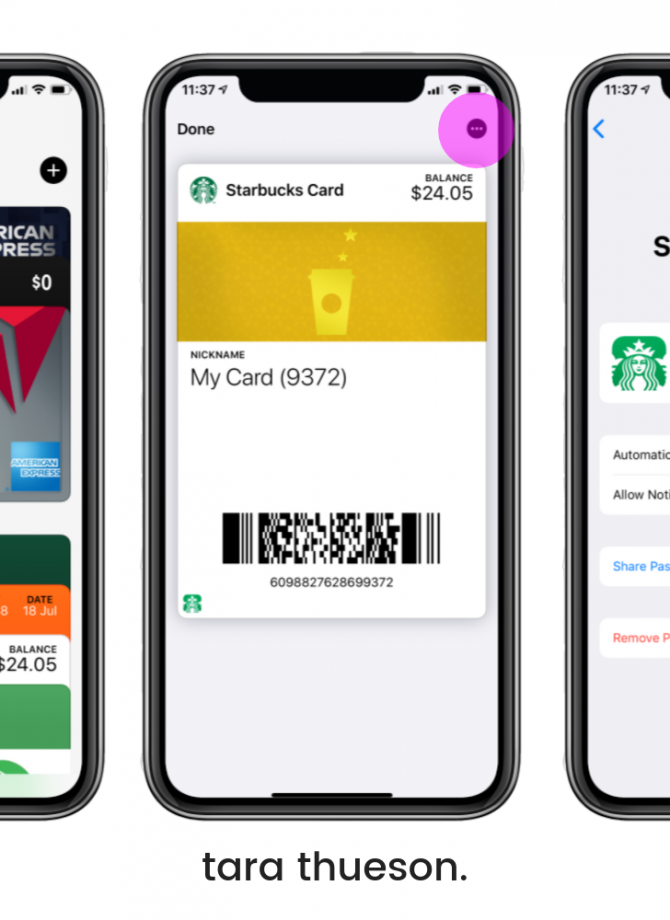 11:37
11:37
Done
RICAN
PRESS
$0
AMERICAN
EXPRESS
8
DATE
18 Jul
BALANCE
$24.05
Starbucks Card
BALANCE
$24.05
NICKNAME
My Card (9372)
6098827628699372
S
Automatic
Allow Noti
Share Pas
Remove P
tara thueson.